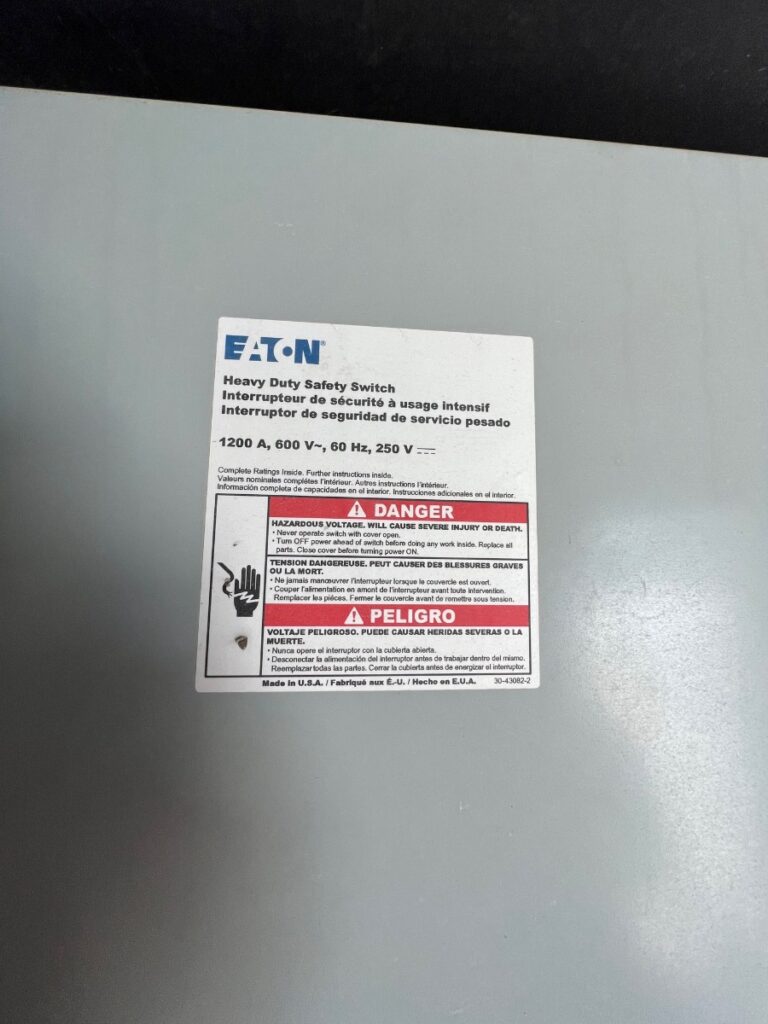 EATON®
Heavy Duty Safety Switch
Interrupteur de sécurité à usage intensif
Interruptor de seguridad de servicio pesado
1200 A, 600 V~, 60 Hz, 250 V ⎓
Complete Ratings Inside. Further instructions inside.
Valeurs nominales complètes l'intérieur. Autres instructions l'intérieur.
Información completa de capacidades en el interior. Instrucciones adicionales en el interior.
⚠ DANGER
HAZARDOUS VOLTAGE. WILL CAUSE SEVERE INJURY OR DEATH.
• Never operate switch with cover open.
• Turn OFF power ahead of switch before doing any work inside. Replace all
parts. Close cover before turning power ON.
TENSION DANGEREUSE. PEUT CAUSER DES BLESSURES GRAVES
OU LA MORT.
• Ne jamais manœuvrer l'interrupteur lorsque le couvercle est ouvert.
• Couper l'alimentation en amont de l'interrupteur avant toute intervention.
Remplacer les pièces. Fermer le couvercle avant de remettre sous tension.
⚠ PELIGRO
VOLTAJE PELIGROSO. PUEDE CAUSAR HERIDAS SEVERAS O LA
MUERTE.
• Nunca opere el interruptor con la cubierta abierta.
• Desconectar la alimentación del interruptor antes de trabajar dentro del mismo.
Reemplazar todas las partes. Cerrar la cubierta antes de energizar el interruptor.
Made in U.S.A. / Fabriqué aux É.-U. / Hecho en E.U.A. 30-43082-2